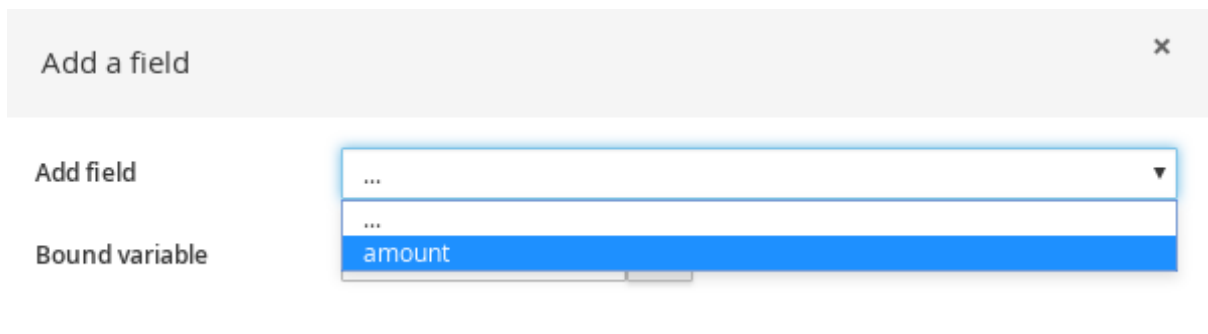 Add a field
×
Add field
...
...
amount
Bound variable